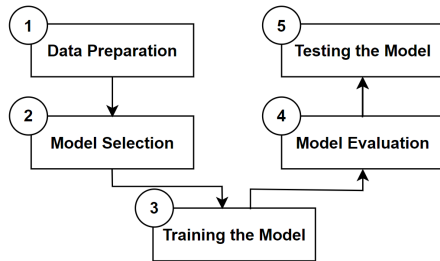 1
Data Preparation
2
Model Selection
3
Training the Model
4
Model Evaluation
5
Testing the Model